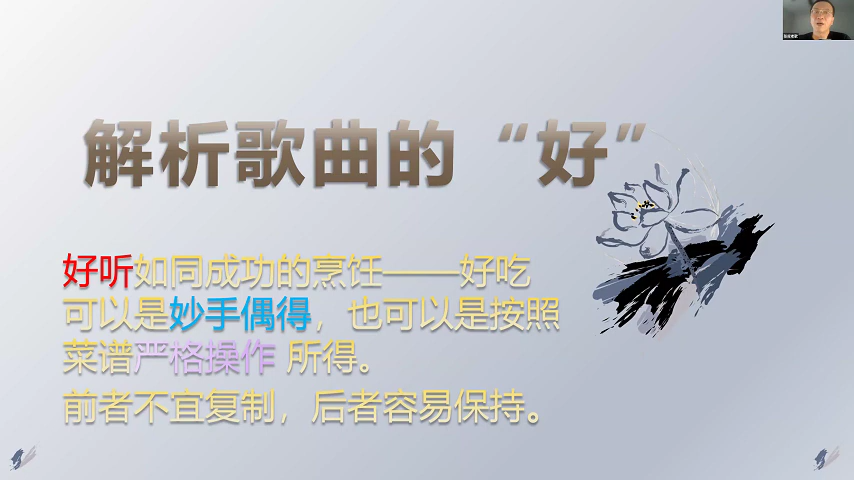 解析歌曲的“好”
好听如同成功的烹饪——好吃
可以是妙手偶得，也可以是按照
菜谱严格操作 所得。
前者不宜复制，后者容易保持。